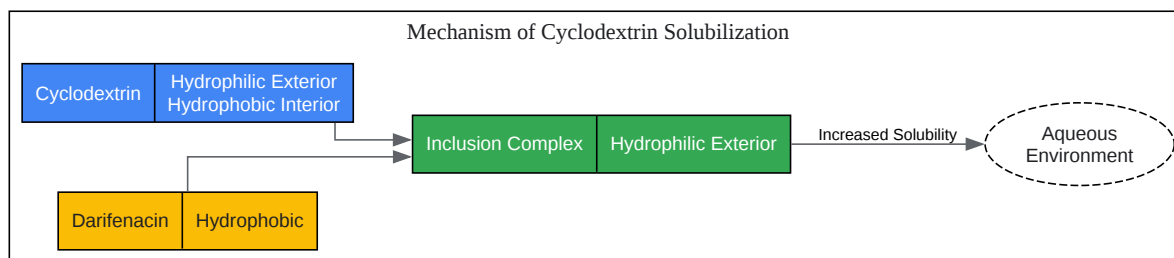 Mechanism of Cyclodextrin Solubilization
Cyclodextrin
Hydrophilic Exterior
Hydrophobic Interior
Inclusion Complex
Hydrophilic Exterior
Increased Solubility
Aqueous
Environment
Darifenacin
Hydrophobic